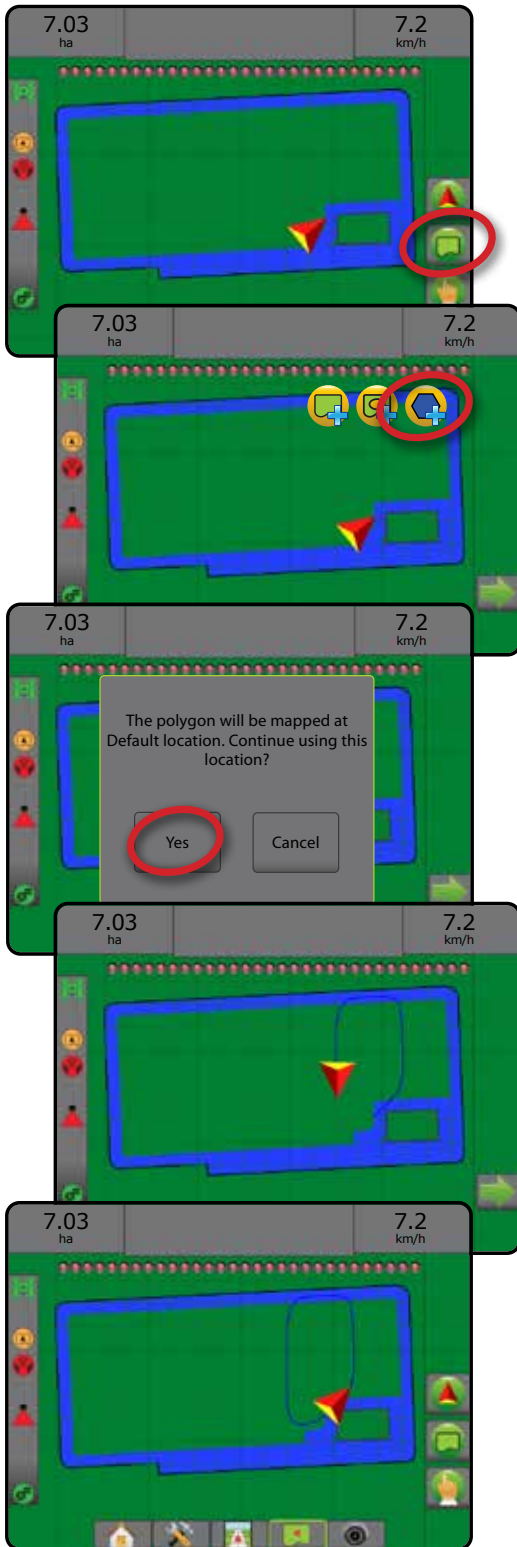 7.03
ha
7.2
km/h
7.03
ha
7.2
km/h
7.03
ha
7.2
km/h
The polygon will be mapped at
Default location. Continue using this
location?
Yes
Cancel
7.03
ha
7.2
km/h
7.03
ha
7.2
km/h